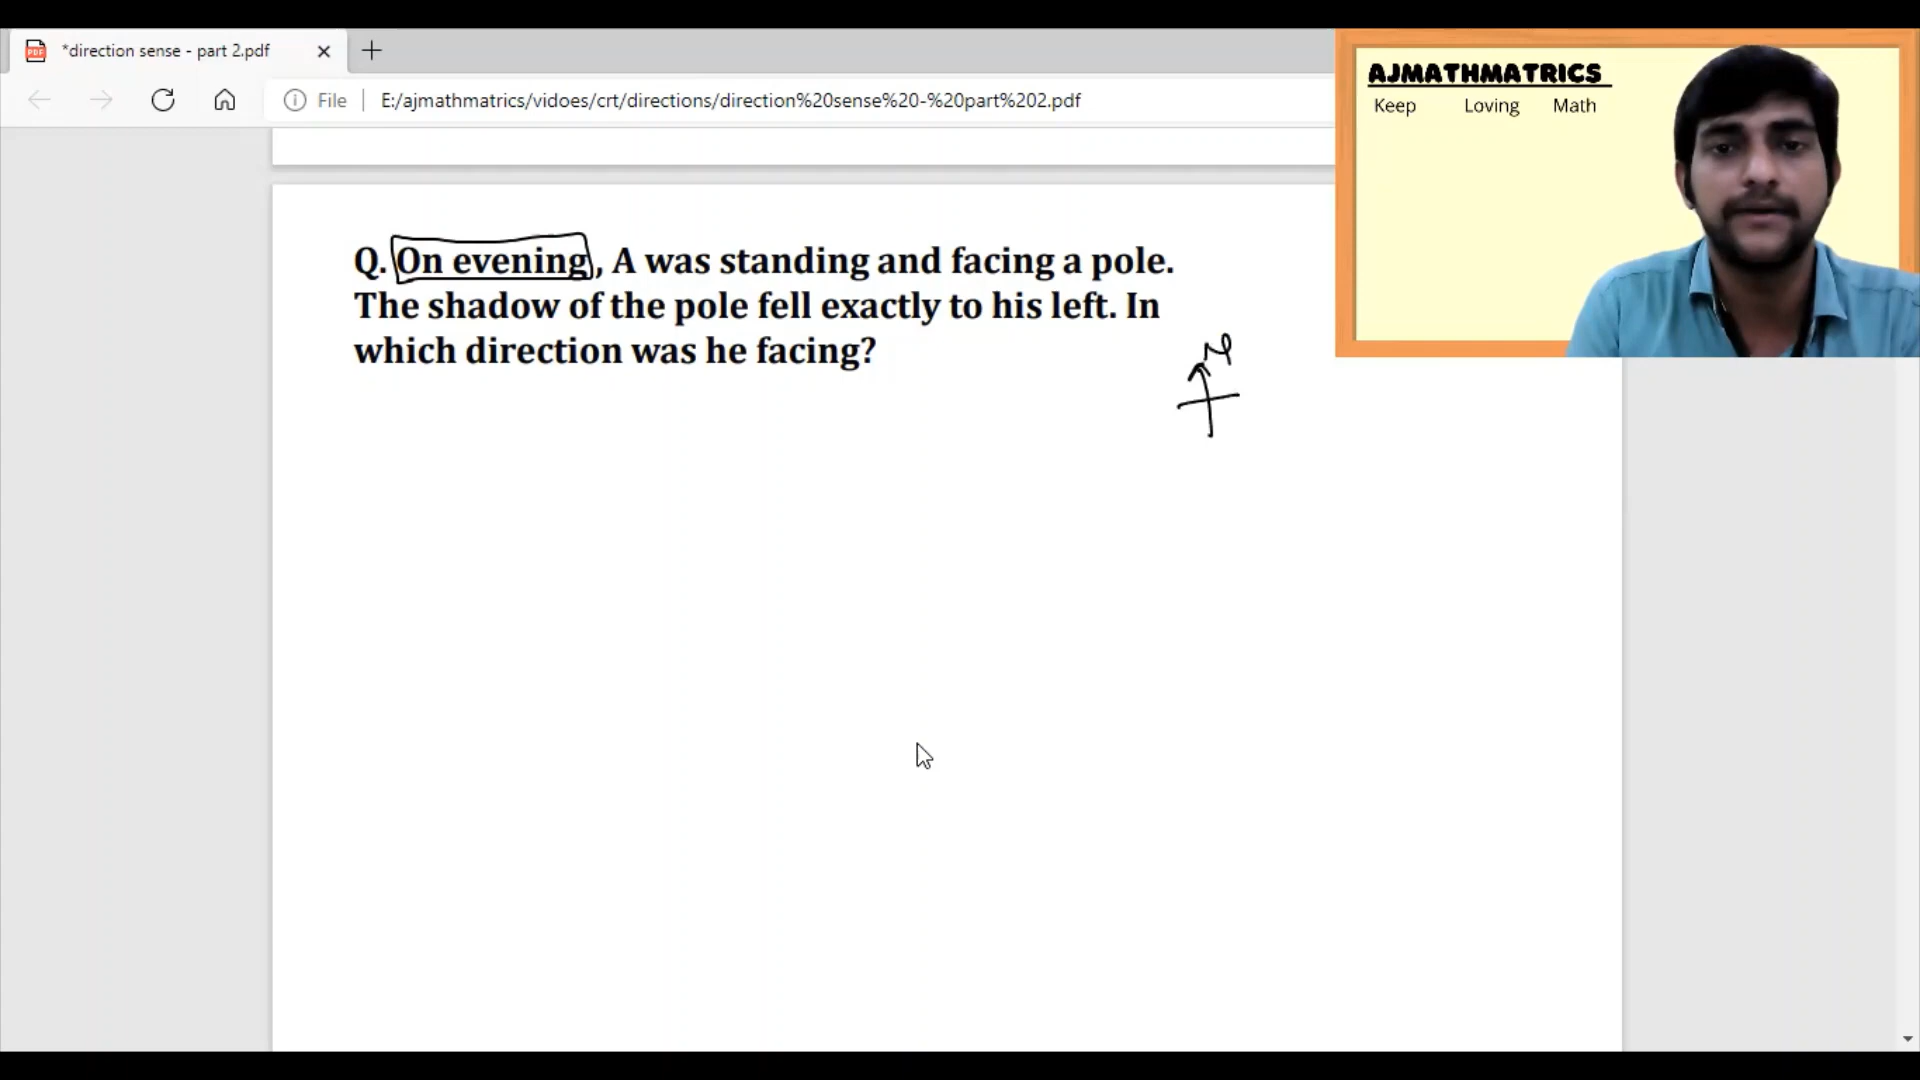 *direction sense - part 2.pdf
File
E:/ajmathmatrics/vidoes/crt/directions/direction%20sense%20-%20part%202.pdf
AJMATHMATRICS
Keep Loving Math
Q. On evening, A was standing and facing a pole.
The shadow of the pole fell exactly to his left. In
which direction was he facing?
N